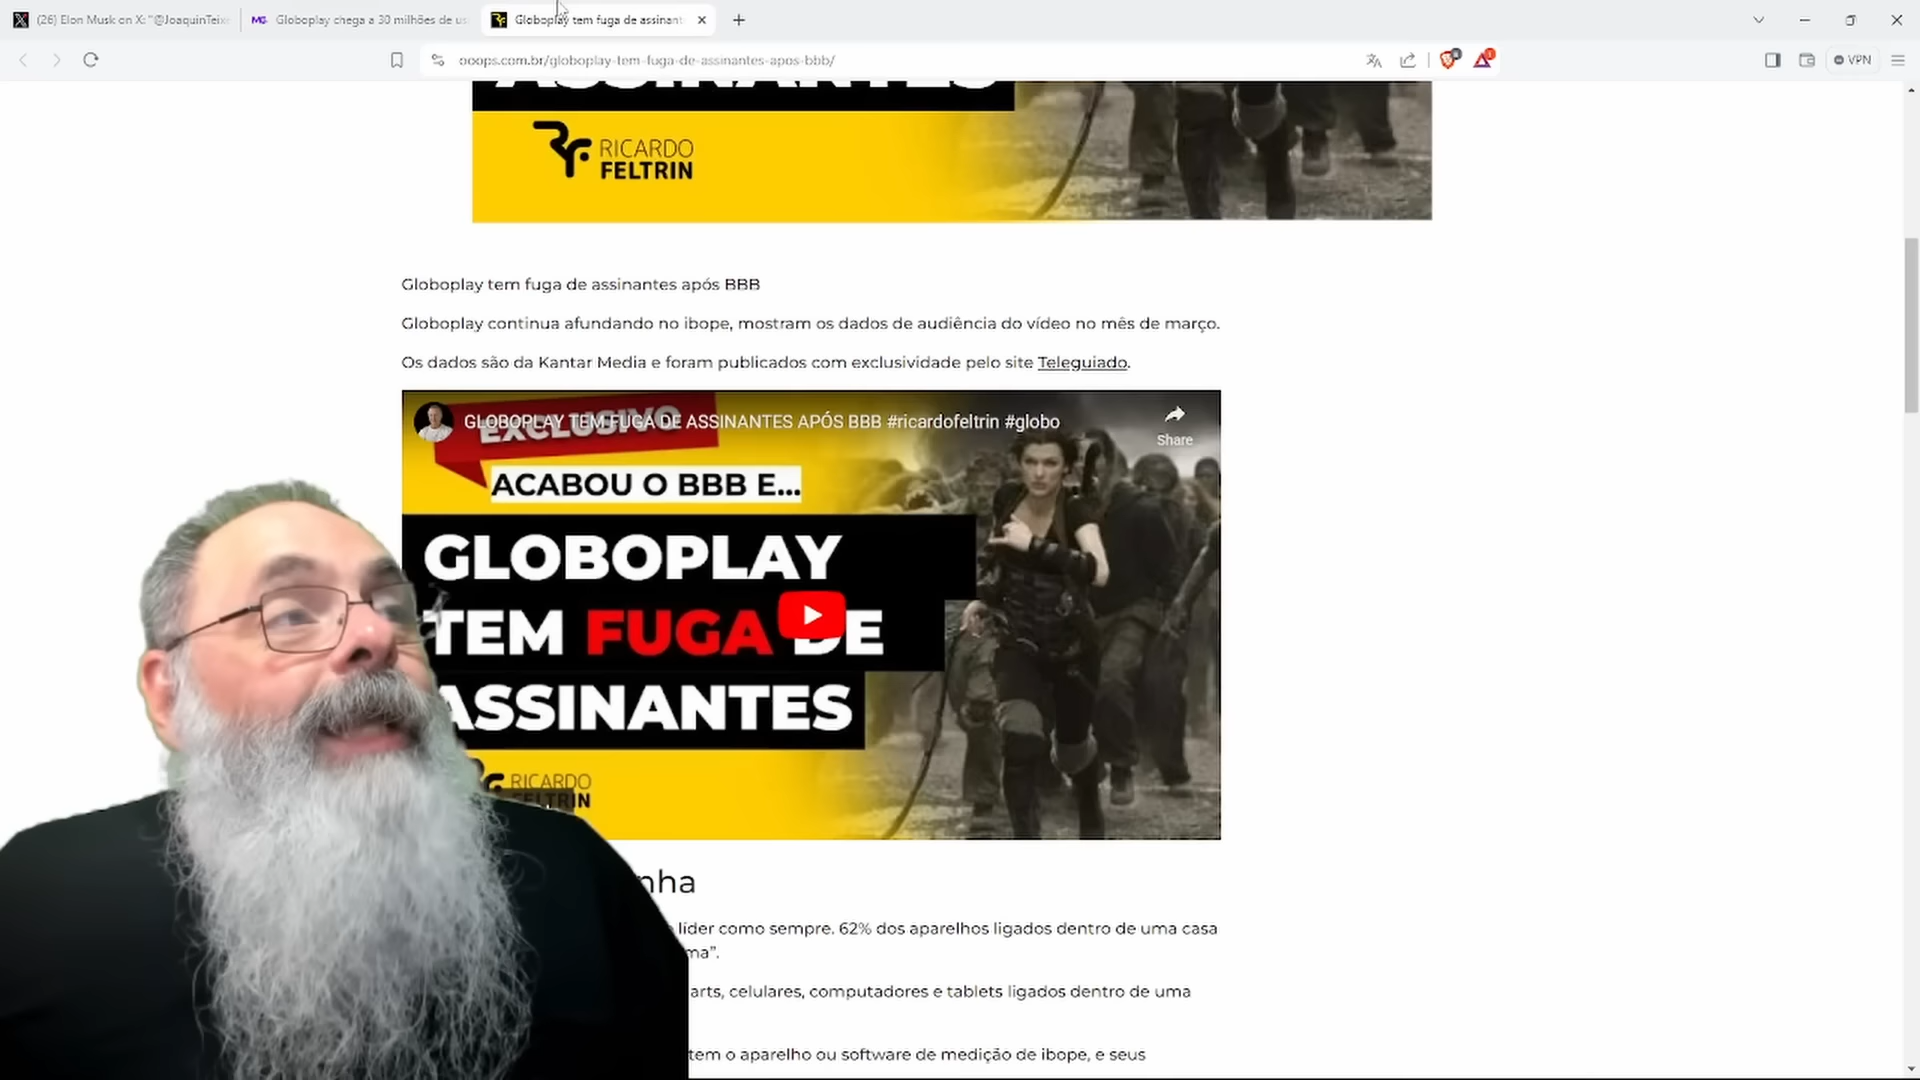 (26) Elon Musk on X: "@JoaquinTeix
Globoplay chega a 30 milhões de us
Globoplay tem fuga de assinant
ooops.com.br/globoplay-tem-fuga-de-assinantes-apos-bbb/
VPN
ASSINANTES
RICARDO
FELTRIN
Globoplay tem fuga de assinantes após BBB
Globoplay continua afundando no ibope, mostram os dados de audiência do vídeo no mês de março.
Os dados são da Kantar Media e foram publicados com exclusividade pelo site Teleguiado.
GLOBOPLAY TEM FUGA DE ASSINANTES APÓS BBB #ricardofeltrin #globo
Share
EXCLUSIVO
ACABOU O BBB E...
GLOBOPLAY
TEM FUGA DE
ASSINANTES
RICARDO
FELTRIN
nha
líder como sempre. 62% dos aparelhos ligados dentro de uma casa
ma”.
arts, celulares, computadores e tablets ligados dentro de uma
tem o aparelho ou software de medição de ibope, e seus